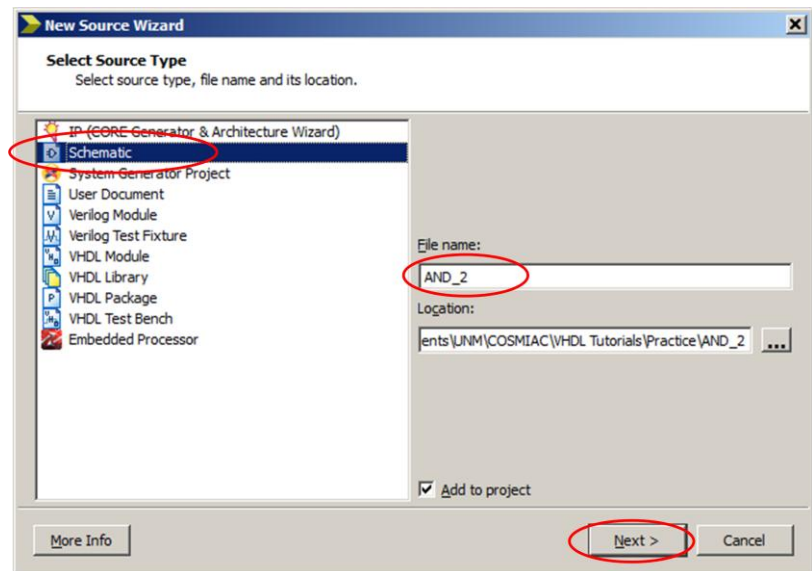 New Source Wizard
Select Source Type
Select source type, file name and its location.
IP (CORE Generator & Architecture Wizard)
Schematic
System Generator Project
User Document
Verilog Module
Verilog Test Fixture
VHDL Module
VHDL Library
VHDL Package
VHDL Test Bench
Embedded Processor
File name:
AND_2
Location:
ents\UNM\COSMIAC\VHDL Tutorials\Practice\AND_2
...
Add to project
More Info
Next >
Cancel